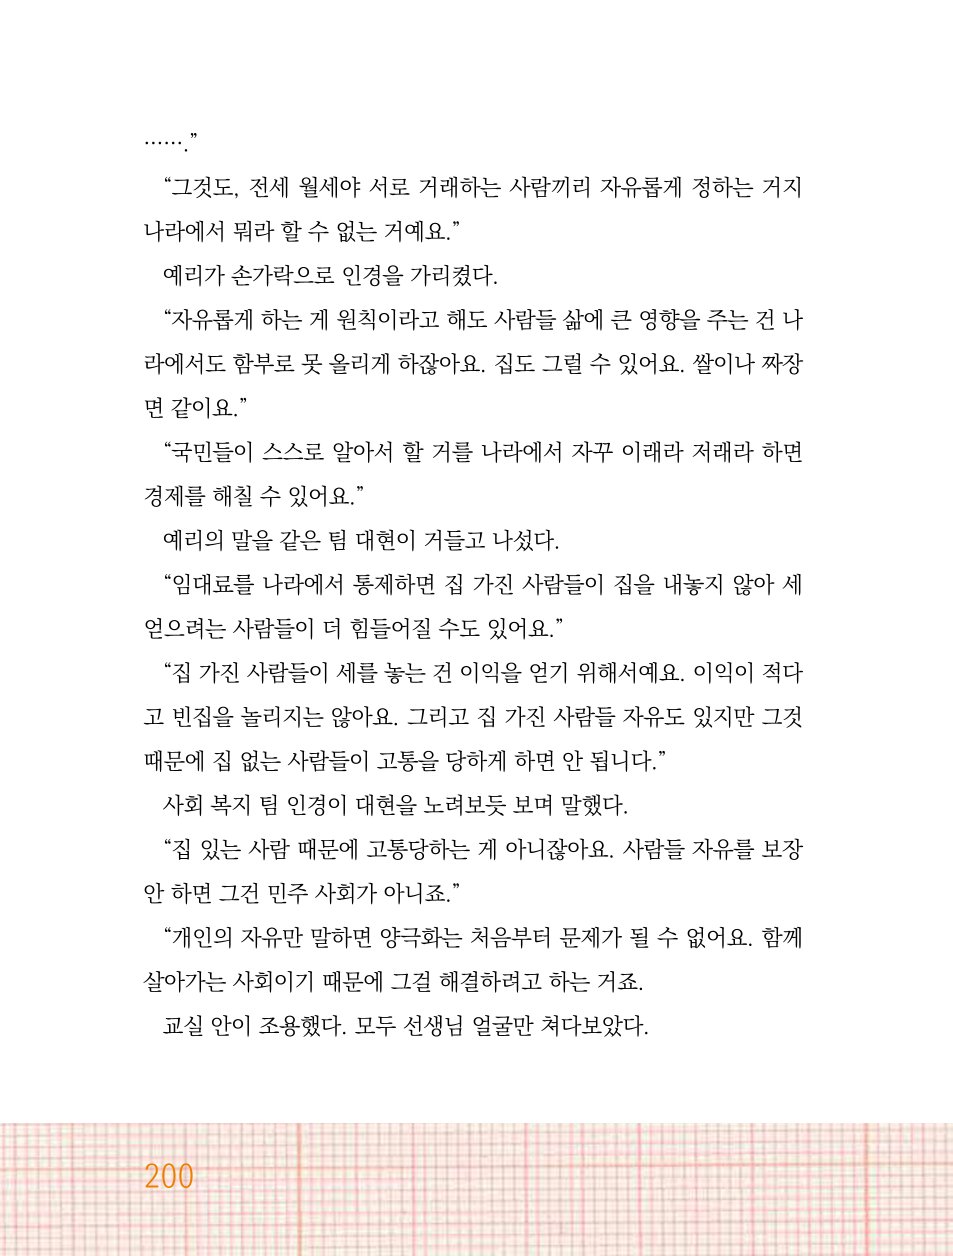 …….”
“그것도, 전세 월세야 서로 거래하는 사람끼리 자유롭게 정하는 거지
나라에서 뭐라 할 수 없는 거예요.”
예리가 손가락으로 인경을 가리켰다.
“자유롭게 하는 게 원칙이라고 해도 사람들 삶에 큰 영향을 주는 건 나
라에서도 함부로 못 올리게 하잖아요. 집도 그럴 수 있어요. 쌀이나 짜장
면 같이요.”
“국민들이 스스로 알아서 할 거를 나라에서 자꾸 이래라 저래라 하면
경제를 해칠 수 있어요.”
예리의 말을 같은 팀 대현이 거들고 나섰다.
“임대료를 나라에서 통제하면 집 가진 사람들이 집을 내놓지 않아 세
얻으려는 사람들이 더 힘들어질 수도 있어요.”
“집 가진 사람들이 세를 놓는 건 이익을 얻기 위해서예요. 이익이 적다
고 빈집을 놀리지는 않아요. 그리고 집 가진 사람들 자유도 있지만 그것
때문에 집 없는 사람들이 고통을 당하게 하면 안 됩니다.”
사회 복지 팀 인경이 대현을 노려보듯 보며 말했다.
“집 있는 사람 때문에 고통당하는 게 아니잖아요. 사람들 자유를 보장
안 하면 그건 민주 사회가 아니죠.”
“개인의 자유만 말하면 양극화는 처음부터 문제가 될 수 없어요. 함께
살아가는 사회이기 때문에 그걸 해결하려고 하는 거죠.
교실 안이 조용했다. 모두 선생님 얼굴만 쳐다보았다.
200